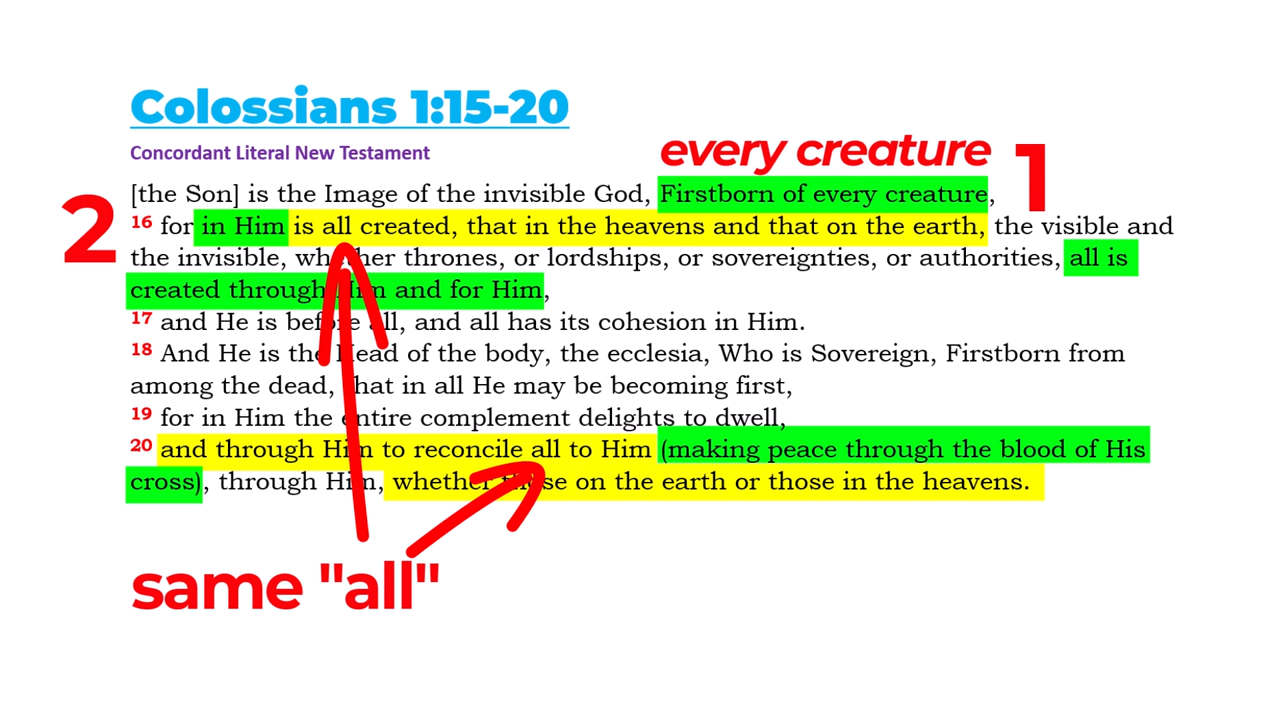 Colossians 1:15-20
Concordant Literal New Testament
every creature 1
[the Son] is the Image of the invisible God, Firstborn of every creature,
2
16 for in Him is all created, that in the heavens and that on the earth, the visible and
the invisible, whether thrones, or lordships, or sovereignties, or authorities, all is
created through Him and for Him,
17 and He is before all, and all has its cohesion in Him.
18 And He is the Head of the body, the ecclesia, Who is Sovereign, Firstborn from
among the dead, that in all He may be becoming first,
19 for in Him the entire complement delights to dwell,
20 and through Him to reconcile all to Him (making peace through the blood of His
cross), through Him, whether those on the earth or those in the heavens.
same "all"